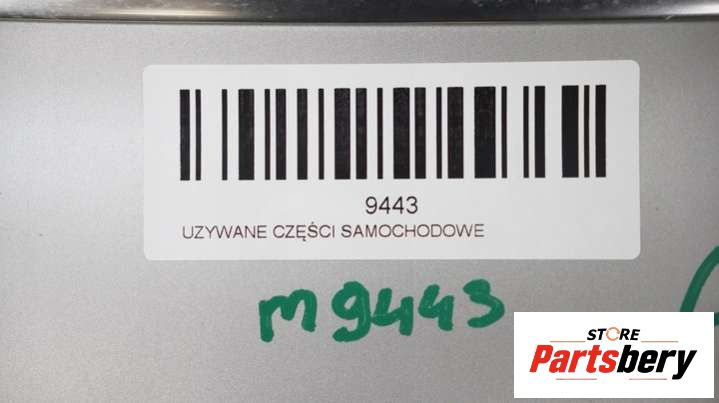 9443
UZYWANE CZĘŚCI SAMOCHODOWE
M9443
STORE
Partsbery